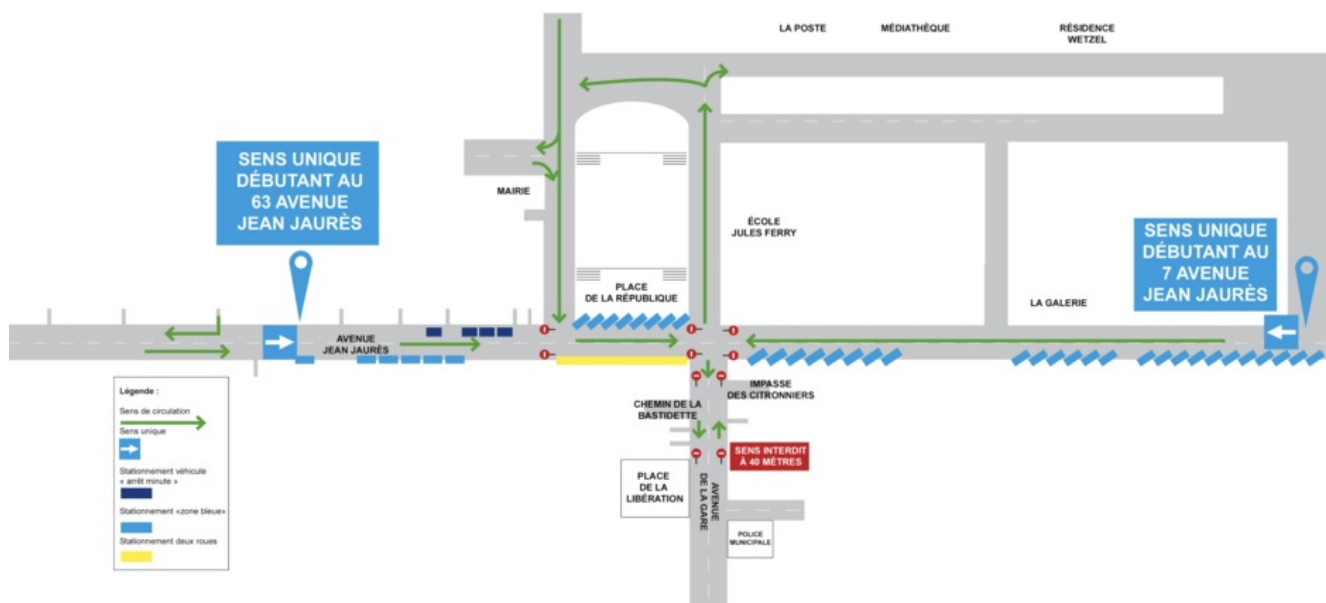 LA POSTE
MÉDIATHÈQUE
RÉSIDENCE
WETZEL
SENS UNIQUE
DÉBUTANT AU
63 AVENUE
JEAN JAURÈS
MAIRIE
ÉCOLE
JULES FERRY
SENS UNIQUE
DÉBUTANT AU
7 AVENUE
JEAN JAURÈS
PLACE
DE LA RÉPUBLIQUE
LA GALERIE
AVENUE
JEAN JAURÈS
IMPASSE
DES CITRONNIERS
CHEMIN DE LA
BASTIDETTE
SENS INTERDIT
À 40 MÈTRES
PLACE
DE LA
LIBÉRATION
AVENUE
DE LA GARE
POLICE
MUNICIPALE
Légende :
Sens de circulation
Sens unique
Stationnement véhicule
« arrêt minute »
Stationnement «zone bleue»
Stationnement deux roues